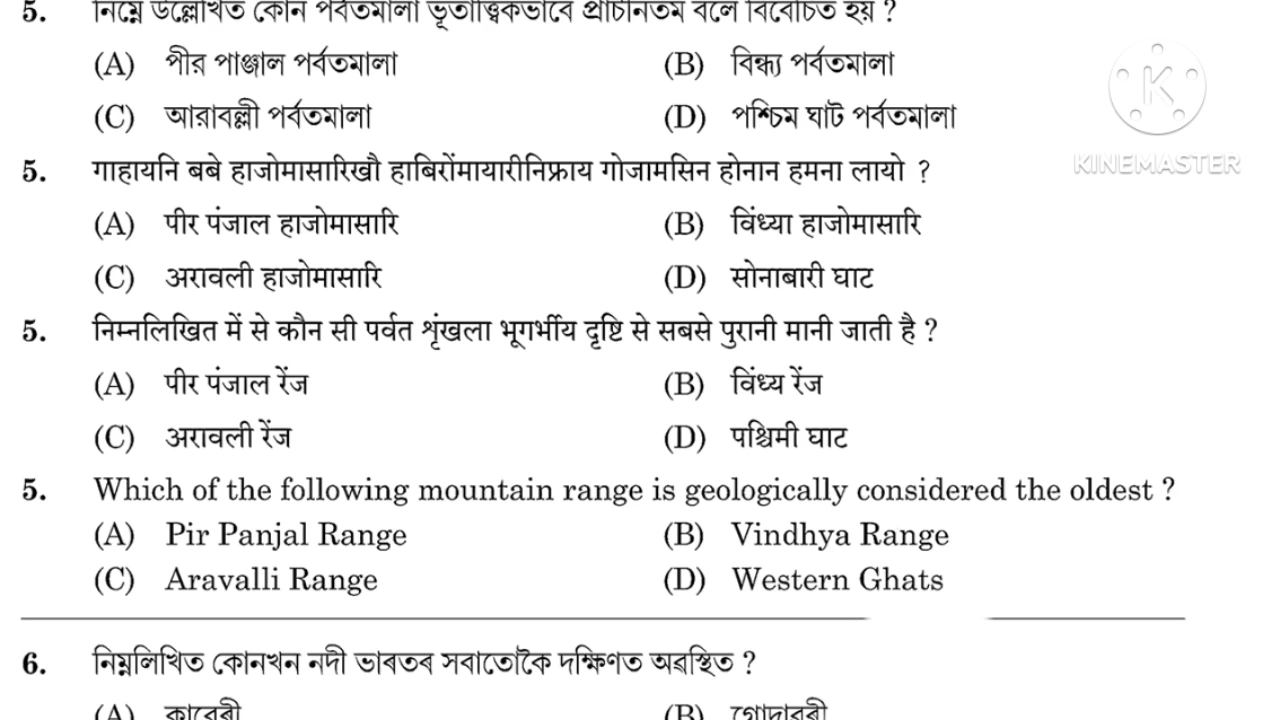 5. নিম্নে উল্লেখিত কোন পর্বতমালা ভূতাত্ত্বিকভাবে প্রাচীনতম বলে বিবেচিত হয় ?
(A) পীর পাঞ্জাল পর্বতমালা (B) বিন্ধ্য পর্বতমালা
(C) আরাবল্লী পর্বতমালা (D) পশ্চিম ঘাট পর্বতমালা
KINEMASTER
5. गाहायनि बबे हाजोमासारिखौ हाबिरोंमायारीनिफ्राय गोजामसिन होनान हमना लायो ?
(A) पीर पंजाल हाजोमासारि (B) विंध्या हाजोमासारि
(C) अरावली हाजोमासारि (D) सोनाबारी घाट
5. निम्नलिखित में से कौन सी पर्वत शृंखला भूगर्भीय दृष्टि से सबसे पुरानी मानी जाती है ?
(A) पीर पंजाल रेंज (B) विंध्य रेंज
(C) अरावली रेंज (D) पश्चिमी घाट
5. Which of the following mountain range is geologically considered the oldest ?
(A) Pir Panjal Range (B) Vindhya Range
(C) Aravalli Range (D) Western Ghats
6. নিম্নলিখিত কোনখন নদী ভাৰতৰ সবাতোকৈ দক্ষিণত অৱস্থিত ?
(A) কাবেৰী (B) গোদাবৰী